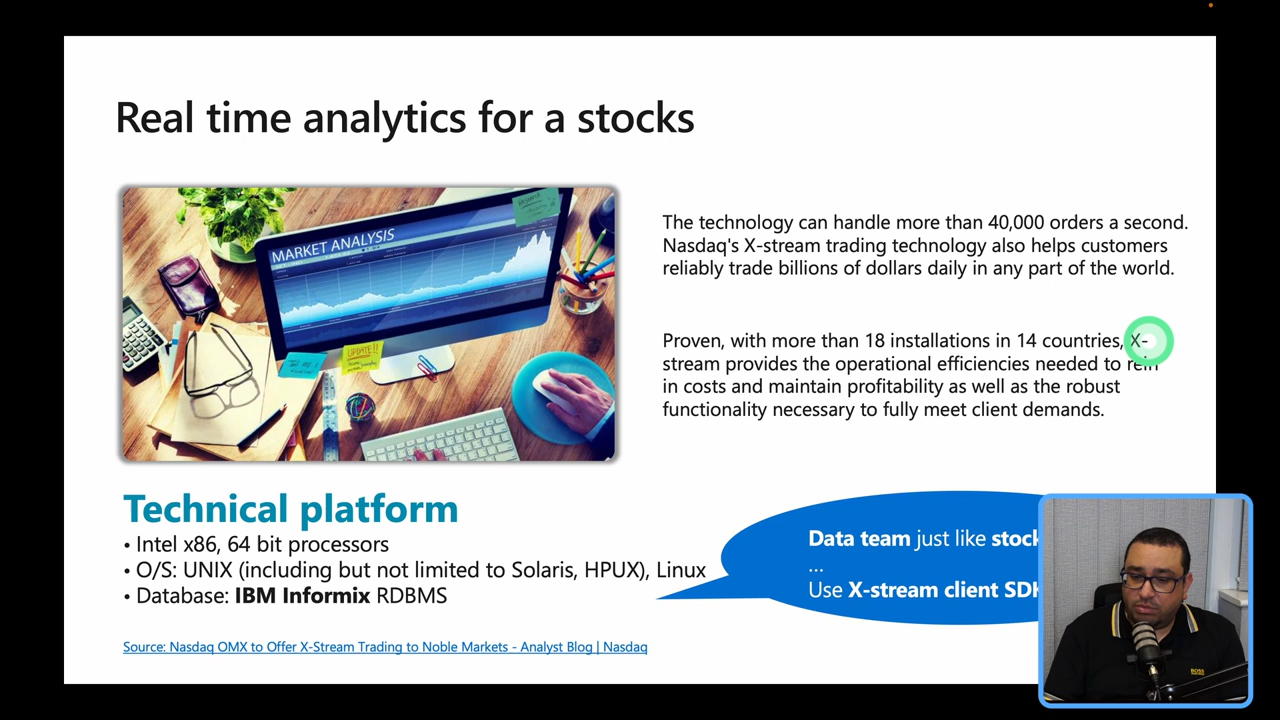 Real time analytics for a stocks
MARKET ANALYSIS
UPDATE!!
The technology can handle more than 40,000 orders a second.
Nasdaq's X-stream trading technology also helps customers
reliably trade billions of dollars daily in any part of the world.
Proven, with more than 18 installations in 14 countries, X-
stream provides the operational efficiencies needed to rein
in costs and maintain profitability as well as the robust
functionality necessary to fully meet client demands.
Technical platform
• Intel x86, 64 bit processors
• O/S: UNIX (including but not limited to Solaris, HPUX), Linux
• Database: IBM Informix RDBMS
Data team just like stock
...
Use X-stream client SDK
Source: Nasdaq OMX to Offer X-Stream Trading to Noble Markets - Analyst Blog | Nasdaq
BOSS